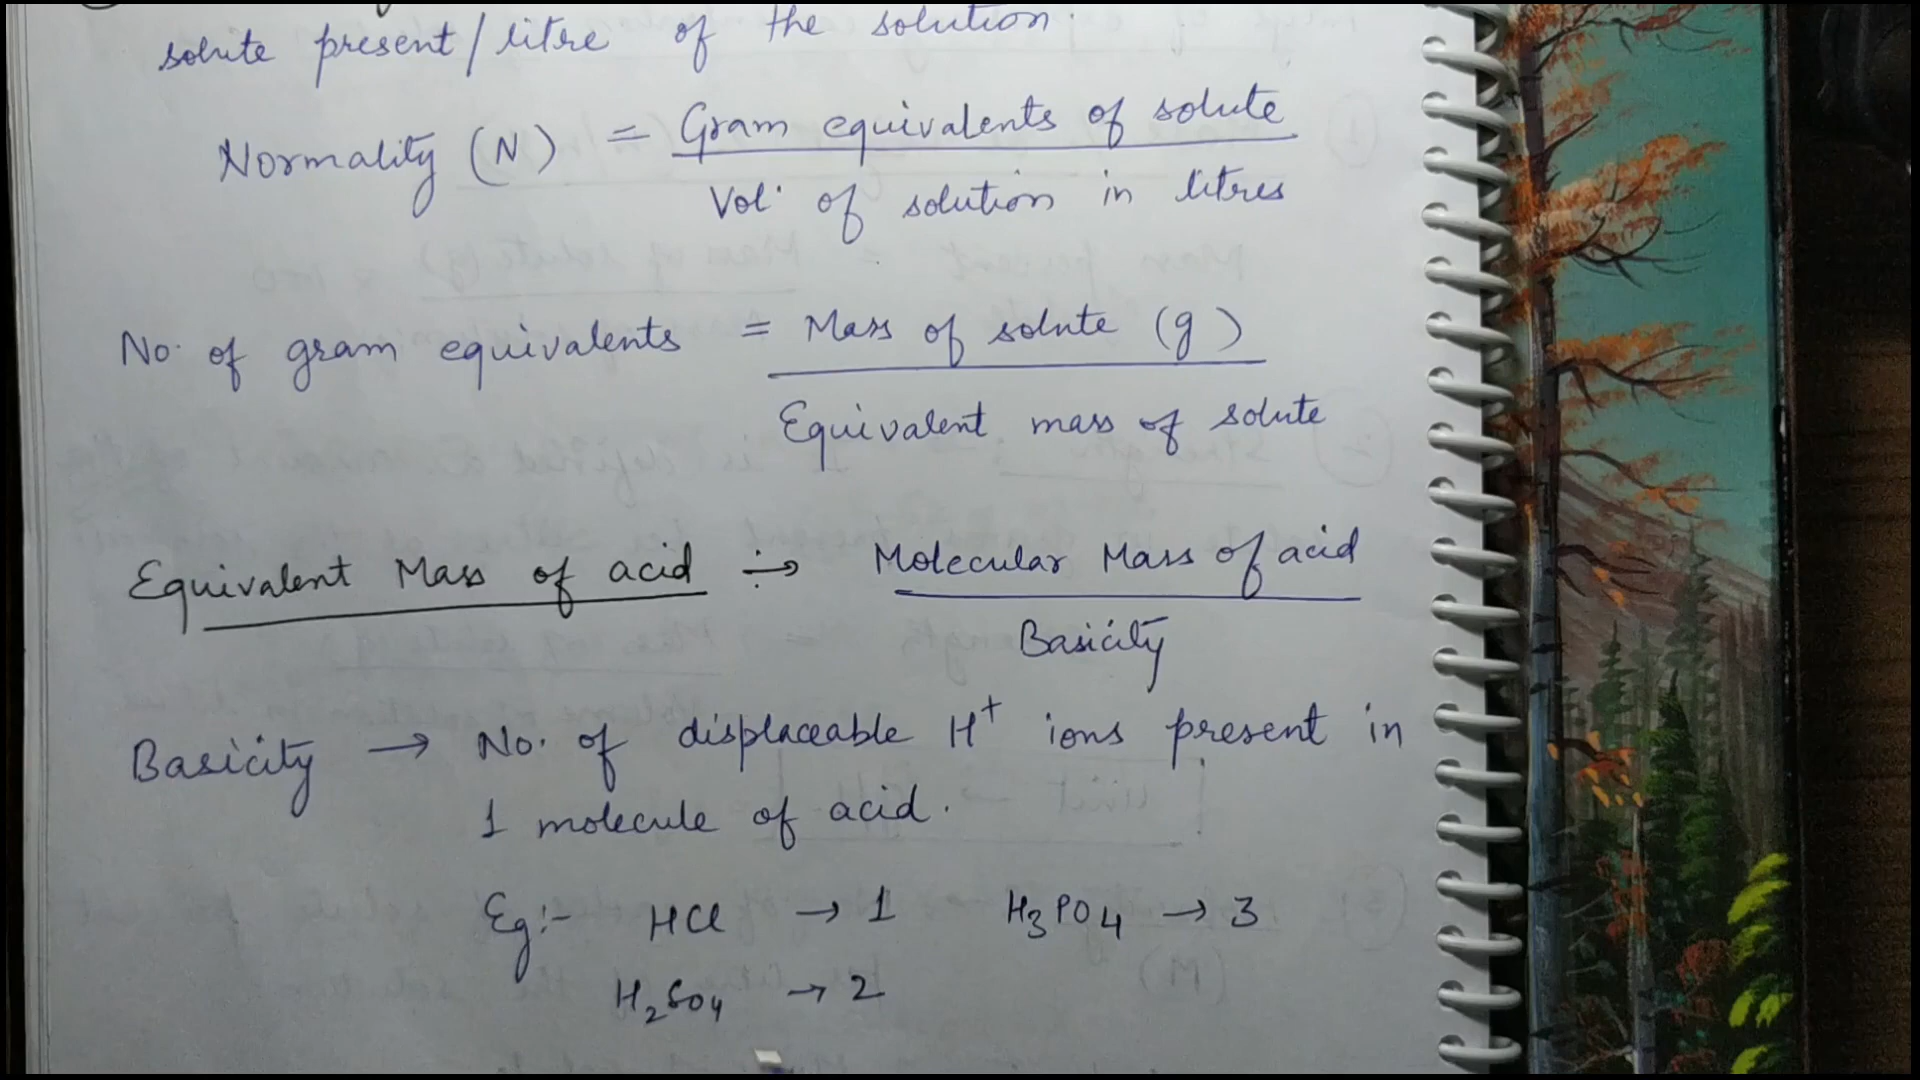 solute present/litre of the solution.
Normality (N) = Gram equivalents of solute
Vol. of solution in litres
No. of gram equivalents = Mass of solute (g)
Equivalent mass of solute
Equivalent Mass of acid Molecular Mass of acid
Basicity
Basicity → No. of displaceable H⁺ ions present in
1 molecule of acid.
Eg:- HCl → 1 H₃PO₄ → 3
H₂SO₄ → 2